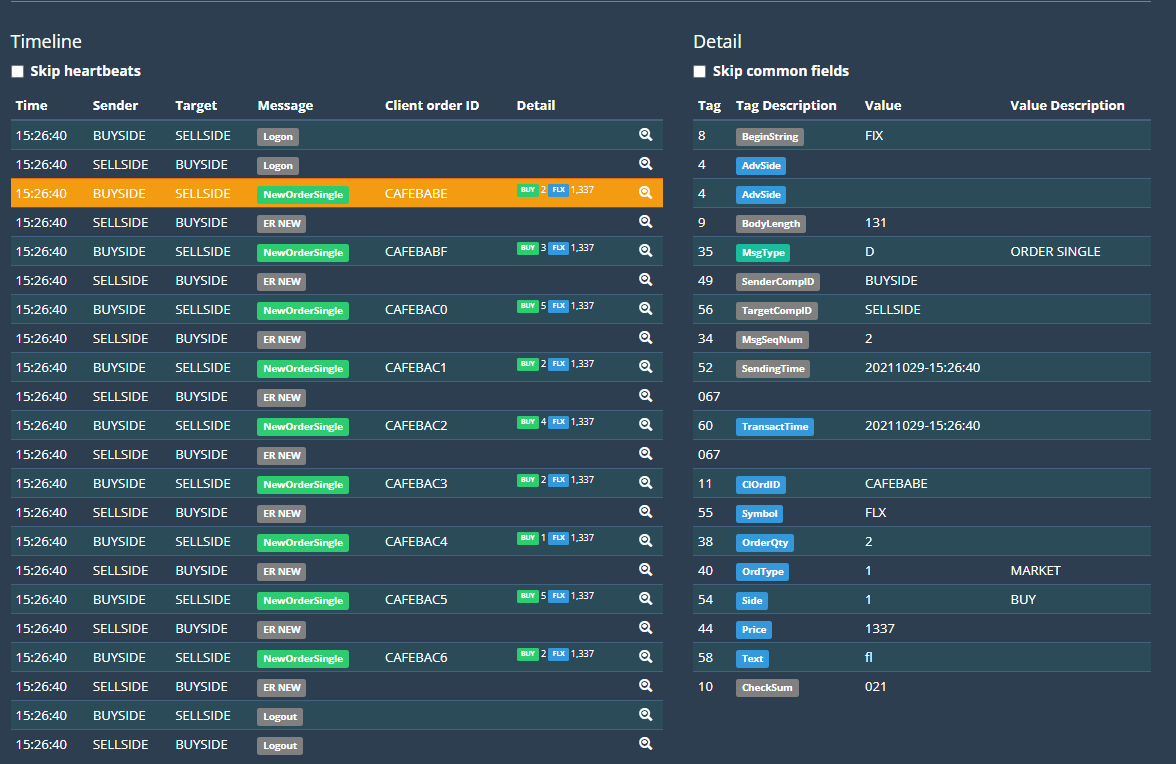 Timeline
Skip heartbeats
Time Sender Target Message Client order ID Detail
15:26:40 BUYSIDE SELLSIDE Logon
15:26:40 SELLSIDE BUYSIDE Logon
15:26:40 BUYSIDE SELLSIDE NewOrderSingle CAFEBABE BUY 2 FLX 1,337
15:26:40 SELLSIDE BUYSIDE ER NEW
15:26:40 BUYSIDE SELLSIDE NewOrderSingle CAFEBABF BUY 3 FLX 1,337
15:26:40 SELLSIDE BUYSIDE ER NEW
15:26:40 BUYSIDE SELLSIDE NewOrderSingle CAFEBAC0 BUY 5 FLX 1,337
15:26:40 SELLSIDE BUYSIDE ER NEW
15:26:40 BUYSIDE SELLSIDE NewOrderSingle CAFEBAC1 BUY 2 FLX 1,337
15:26:40 SELLSIDE BUYSIDE ER NEW
15:26:40 BUYSIDE SELLSIDE NewOrderSingle CAFEBAC2 BUY 4 FLX 1,337
15:26:40 SELLSIDE BUYSIDE ER NEW
15:26:40 BUYSIDE SELLSIDE NewOrderSingle CAFEBAC3 BUY 2 FLX 1,337
15:26:40 SELLSIDE BUYSIDE ER NEW
15:26:40 BUYSIDE SELLSIDE NewOrderSingle CAFEBAC4 BUY 1 FLX 1,337
15:26:40 SELLSIDE BUYSIDE ER NEW
15:26:40 BUYSIDE SELLSIDE NewOrderSingle CAFEBAC5 BUY 5 FLX 1,337
15:26:40 SELLSIDE BUYSIDE ER NEW
15:26:40 BUYSIDE SELLSIDE NewOrderSingle CAFEBAC6 BUY 2 FLX 1,337
15:26:40 SELLSIDE BUYSIDE ER NEW
15:26:40 BUYSIDE SELLSIDE Logout
15:26:40 SELLSIDE BUYSIDE Logout
Detail
Skip common fields
Tag Tag Description Value Value Description
8 BeginString FIX
4 AdvSide
4 AdvSide
9 BodyLength 131
35 MsgType D ORDER SINGLE
49 SenderCompID BUYSIDE
56 TargetCompID SELLSIDE
34 MsgSeqNum 2
52 SendingTime 20211029-15:26:40
067
60 TransactTime 20211029-15:26:40
067
11 ClOrdID CAFEBABE
55 Symbol FLX
38 OrderQty 2
40 OrdType 1 MARKET
54 Side 1 BUY
44 Price 1337
58 Text fl
10 CheckSum 021